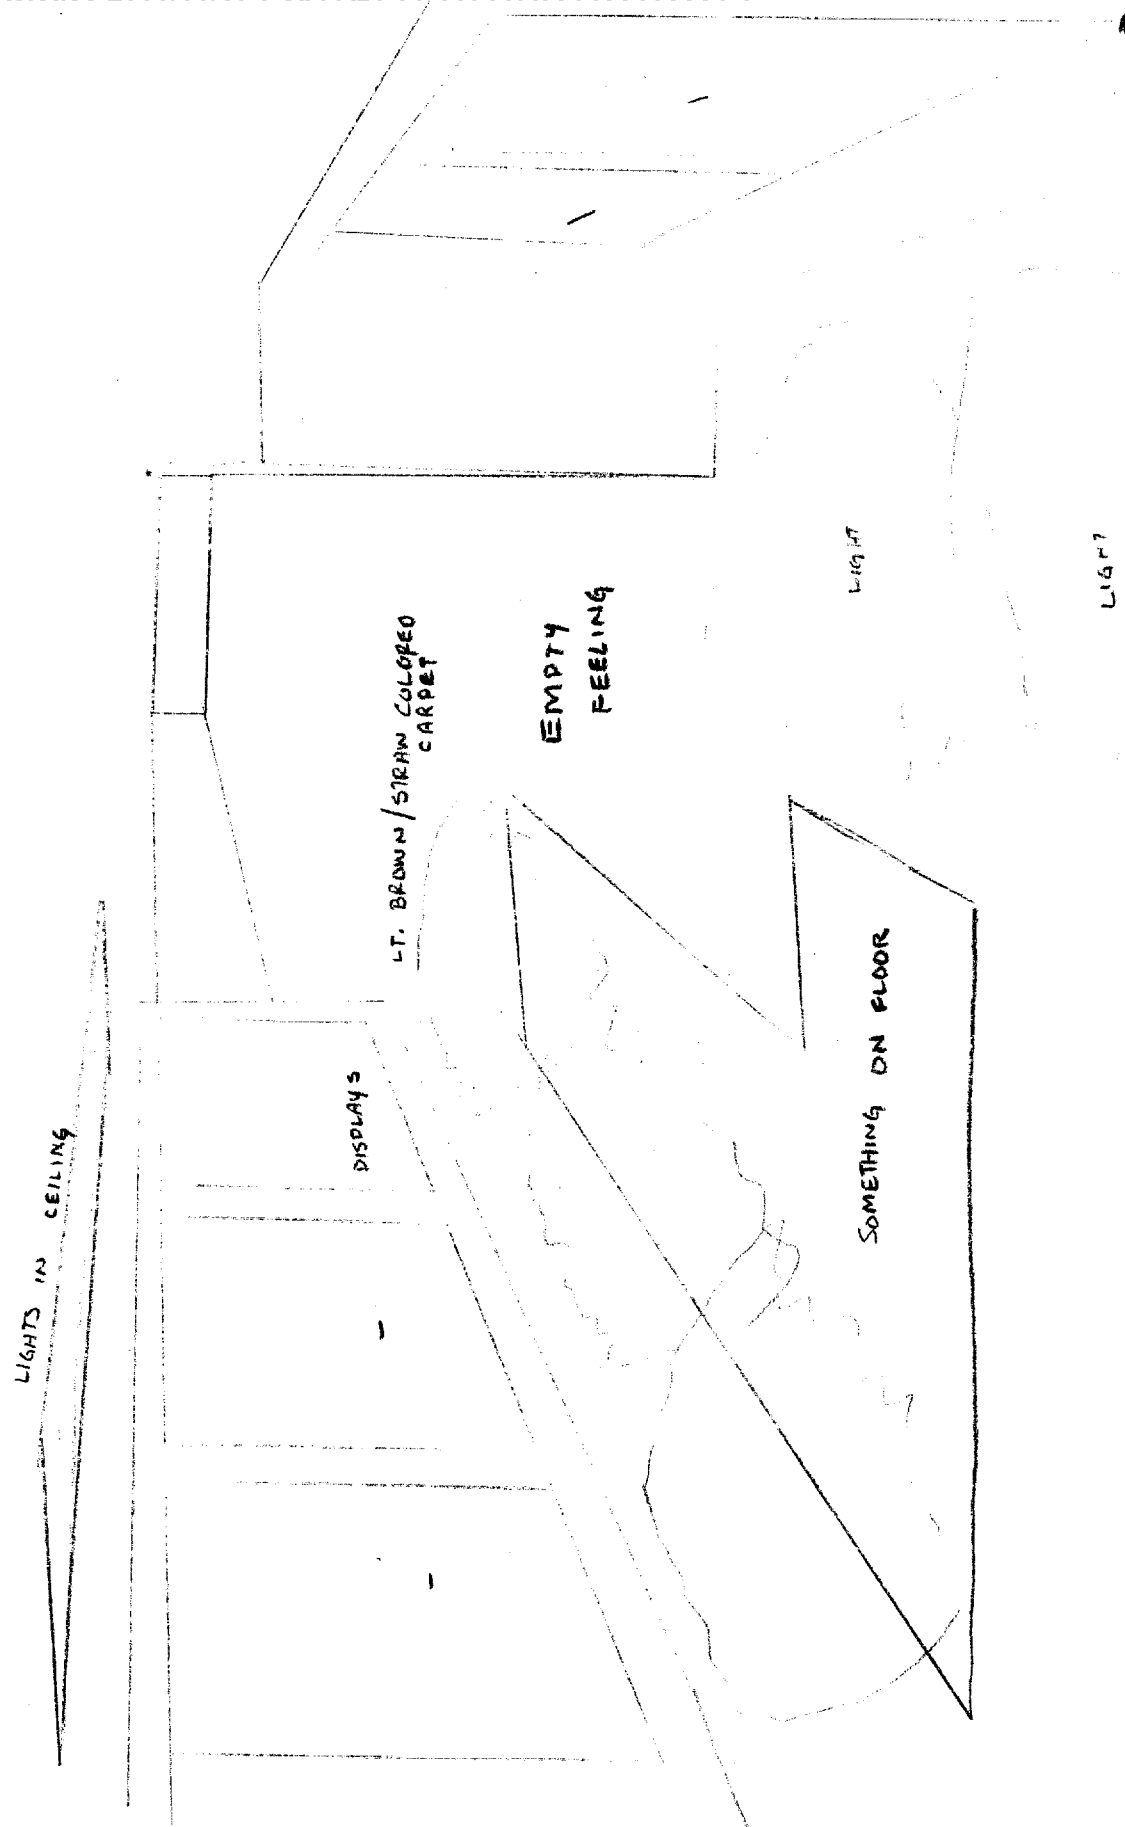 LIGHTS IN CEILING
DISPLAYS
LT. BROWN/STRAW COLORED
CARPET
EMPTY
FEELING
SOMETHING ON FLOOR
LIGHT
LIGHT